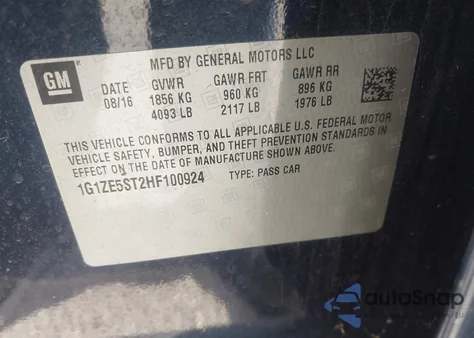 GM
MFD BY GENERAL MOTORS LLC
DATE GVWR GAWR FRT GAWR RR
08/16 1856 KG 960 KG 896 KG
4093 LB 2117 LB 1976 LB
THIS VEHICLE CONFORMS TO ALL APPLICABLE U.S. FEDERAL MOTOR
VEHICLE SAFETY, BUMPER, AND THEFT PREVENTION STANDARDS IN
EFFECT ON THE DATE OF MANUFACTURE SHOWN ABOVE.
1G1ZE5ST2HF100924 TYPE: PASS CAR
autoSnap